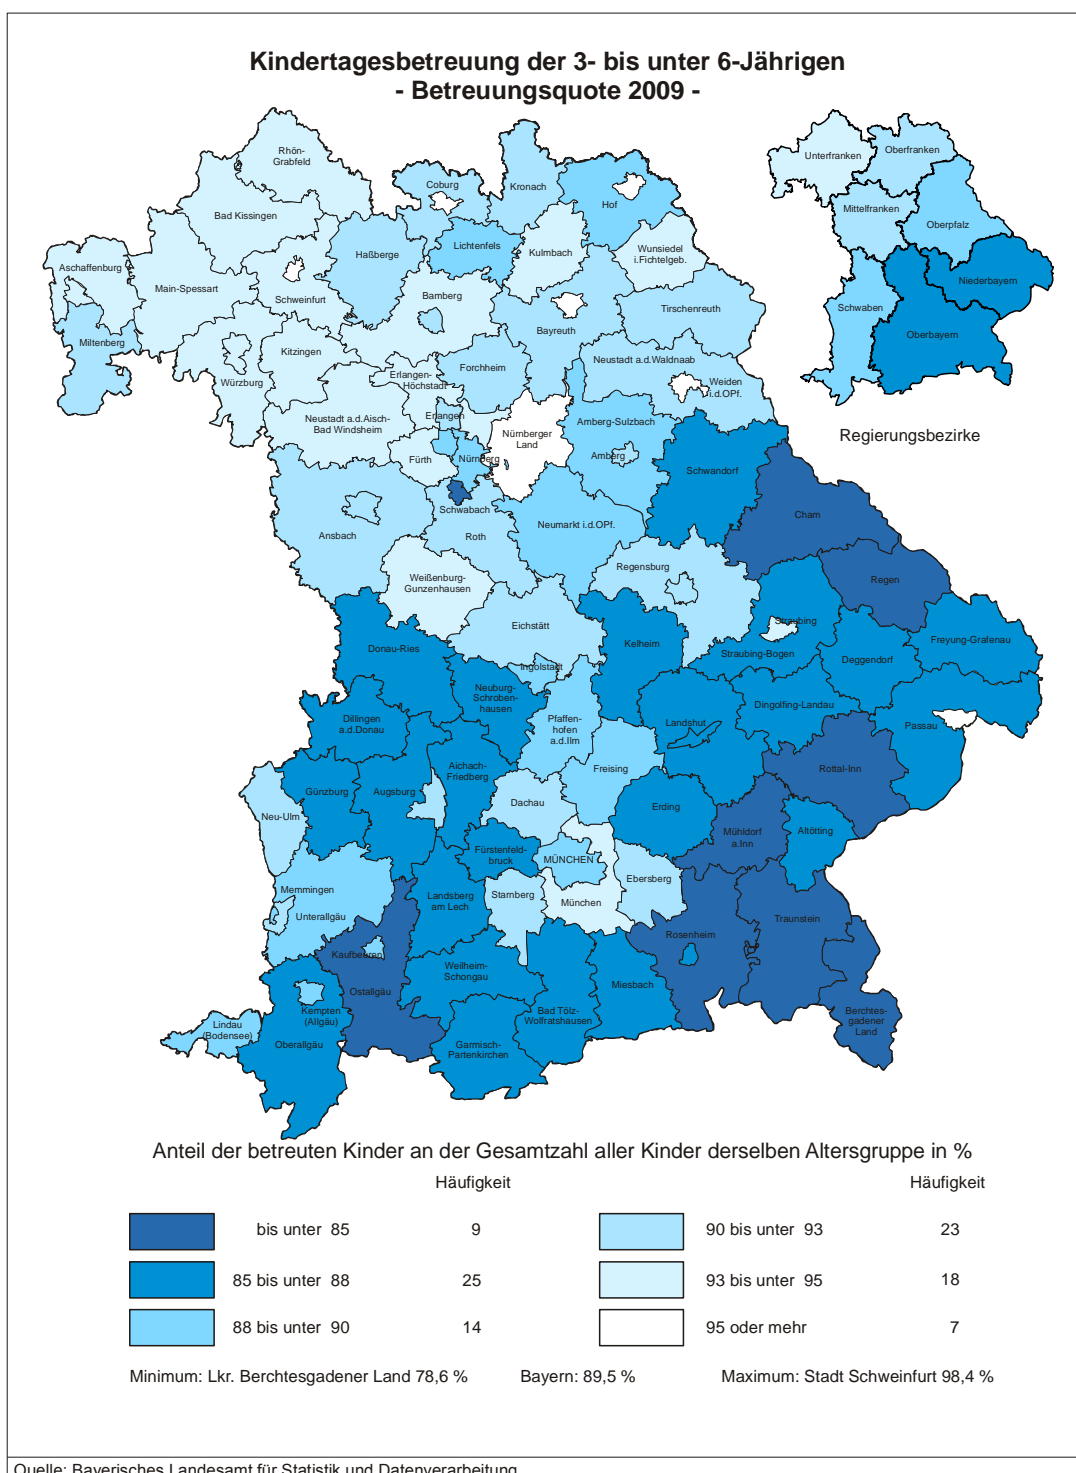 Kindertagesbetreuung der 3- bis unter 6-Jährigen
- Betreuungsquote 2009 -
Rhön-
Grabfeld
Coburg
Kronach
Hof
Bad Kissingen
Lichtenfels
Kulmbach
Wunsiedel
i.Fichtelgeb.
Haßberge
Aschaffenburg
Main-Spessart
Schweinfurt
Bamberg
Tirschenreuth
Bayreuth
Miltenberg
Kitzingen
Würzburg
Erlangen-
Höchstadt
Forchheim
Neustadt a.d.Waldnaab
Weiden
i.d.OPf.
Neustadt a.d.Aisch-
Bad Windsheim
Erlangen
Nürnberger
Land
Amberg-Sulzbach
Amberg
Fürth
Nürnberg
Schwandorf
Schwabach
Cham
Ansbach
Roth
Neumarkt i.d.OPf.
Weißenburg-
Gunzenhausen
Regensburg
Regen
Eichstätt
Straubing
Freyung-Grafenau
Donau-Ries
Kelheim
Straubing-Bogen
Deggendorf
Ingolstadt
Neuburg-
Schroben-
hausen
Dingolfing-Landau
Dillingen
a.d.Donau
Pfaffen-
hofen
a.d.Ilm
Landshut
Passau
Aichach-
Friedberg
Freising
Rottal-Inn
Günzburg
Augsburg
Dachau
Erding
Neu-Ulm
Mühldorf
a.Inn
Altötting
Fürstenfeld-
bruck
MÜNCHEN
Ebersberg
Memmingen
Landsberg
am Lech
Starnberg
München
Unterallgäu
Traunstein
Rosenheim
Kaufbeuren
Weilheim-
Schongau
Ostallgäu
Miesbach
Kempten
(Allgäu)
Bad Tölz-
Wolfratshausen
Berchtes-
gadener
Land
Lindau
(Bodensee)
Oberallgäu
Garmisch-
Partenkirchen
Unterfranken
Oberfranken
Mittelfranken
Oberpfalz
Niederbayern
Schwaben
Oberbayern
Regierungsbezirke
Anteil der betreuten Kinder an der Gesamtzahl aller Kinder derselben Altersgruppe in %
Häufigkeit Häufigkeit
bis unter 85 9 90 bis unter 93 23
85 bis unter 88 25 93 bis unter 95 18
88 bis unter 90 14 95 oder mehr 7
Minimum: Lkr. Berchtesgadener Land 78,6 % Bayern: 89,5 % Maximum: Stadt Schweinfurt 98,4 %
Quelle: Bayerisches Landesamt für Statistik und Datenverarbeitung